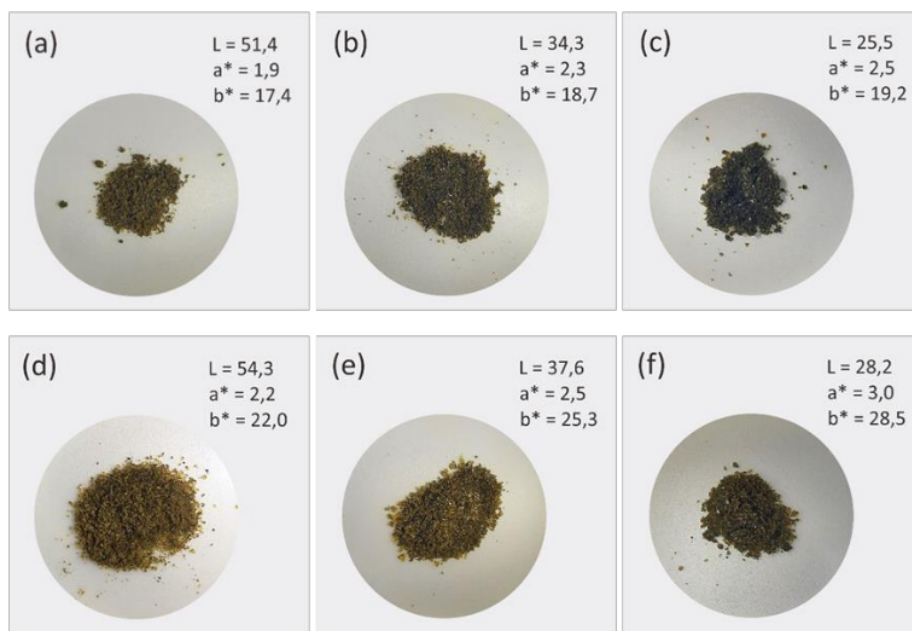 (a)
L = 51,4
a* = 1,9
b* = 17,4
(b)
L = 34,3
a* = 2,3
b* = 18,7
(c)
L = 25,5
a* = 2,5
b* = 19,2
(d)
L = 54,3
a* = 2,2
b* = 22,0
(e)
L = 37,6
a* = 2,5
b* = 25,3
(f)
L = 28,2
a* = 3,0
b* = 28,5